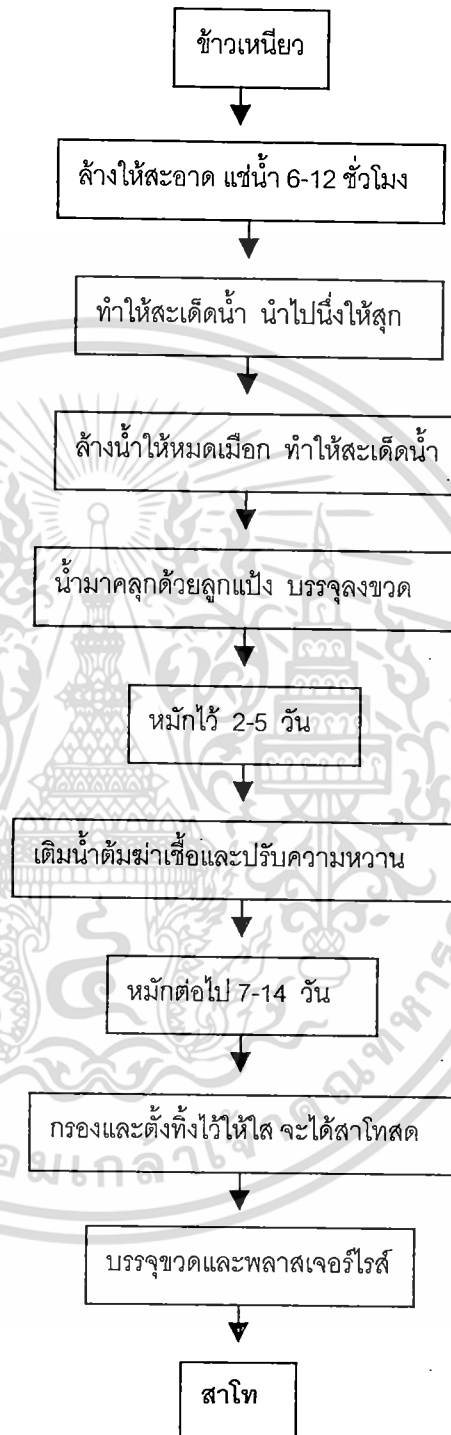 ข้าวเหนียว
ล้างให้สะอาด แช่น้ำ 6-12 ชั่วโมง
ทำให้สะเด็ดน้ำ นำไปนึ่งให้สุก
ล้างน้ำให้หมดเมือก ทำให้สะเด็ดน้ำ
น้ำมาคลุกด้วยลูกแป้ง บรรจุลงขวด
หมักไว้ 2-5 วัน
เติมน้ำต้มฆ่าเชื้อและปรับความหวาน
หมักต่อไป 7-14 วัน
กรองและตั้งทิ้งไว้ให้ใส จะได้สาโทสด
บรรจุขวดและพลาสเจอร์ไรส์
สาโท